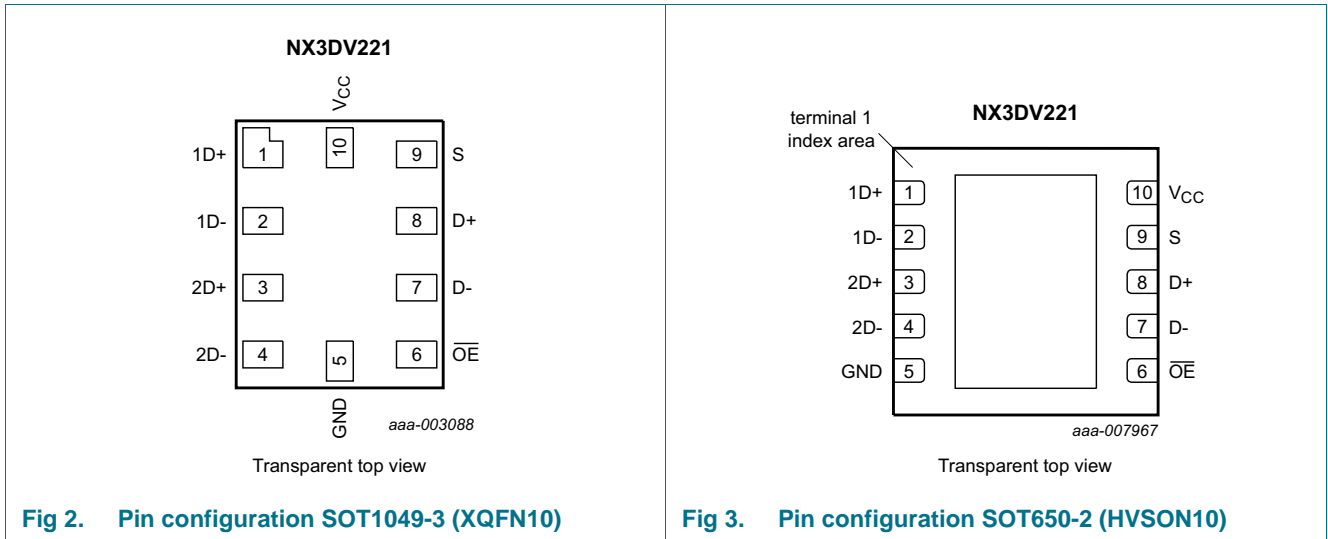 NX3DV221
VCC
1D+ 1 10 9 S
1D- 2 8 D+
2D+ 3 7 D-
2D- 4 5 6 OE
GND
aaa-003088
Transparent top view
Fig 2. Pin configuration SOT1049-3 (XQFN10)
terminal 1
index area
NX3DV221
1D+ 1 10 VCC
1D- 2 9 S
2D+ 3 8 D+
2D- 4 7 D-
GND 5 6 OE
aaa-007967
Transparent top view
Fig 3. Pin configuration SOT650-2 (HVSON10)